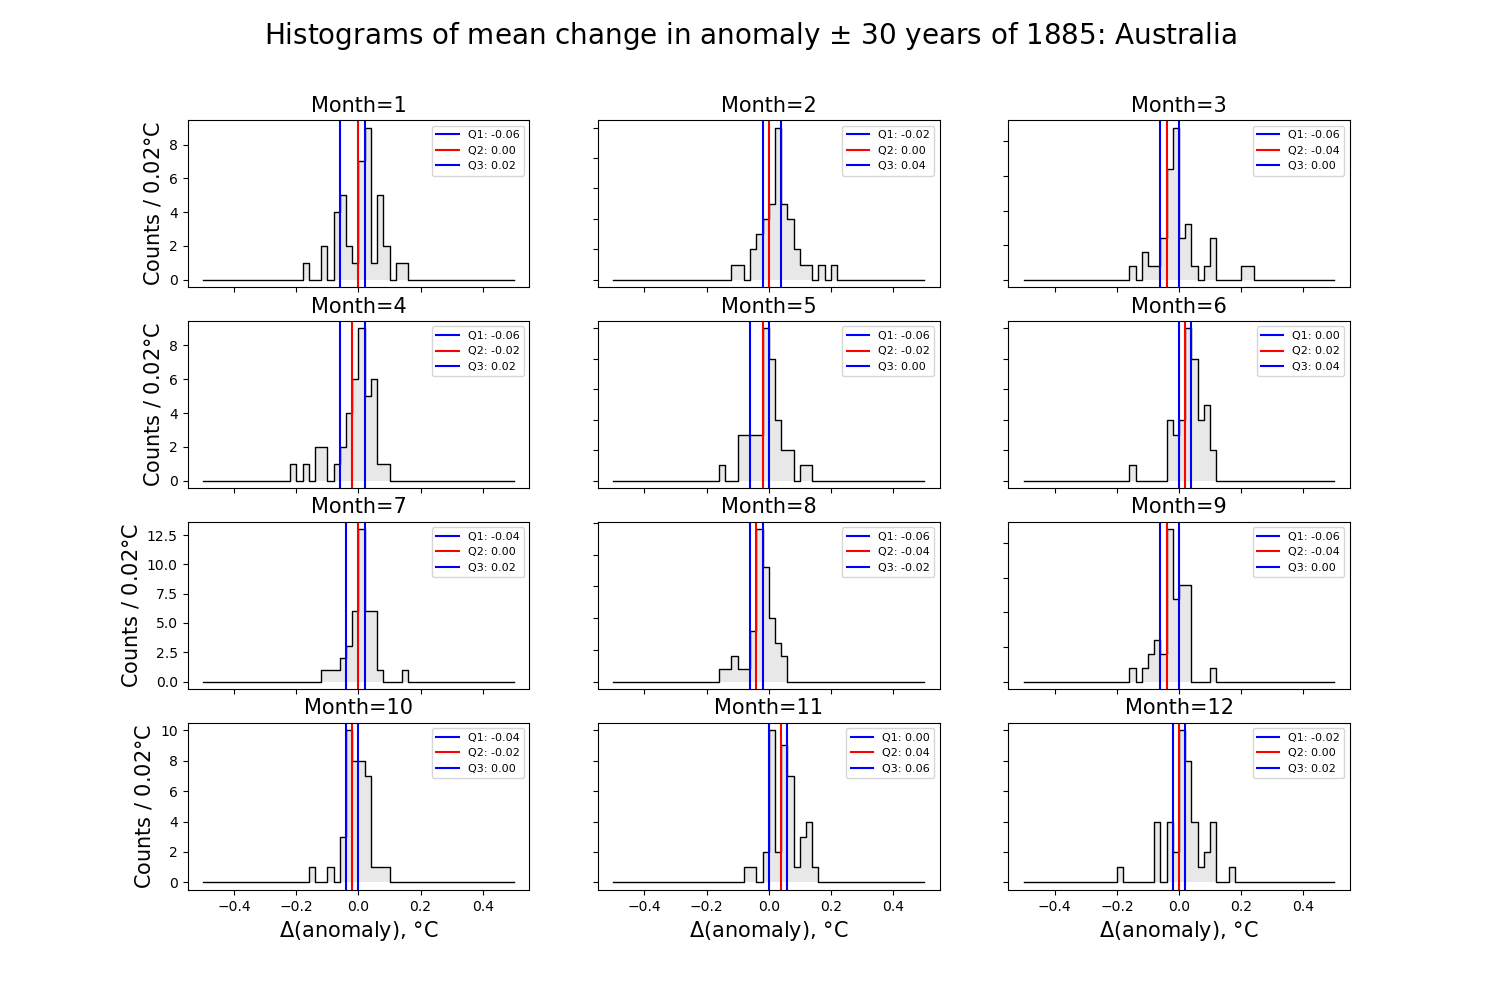 Histograms of mean change in anomaly ± 30 years of 1885: Australia
Month=1
Counts / 0.02°C
8
6
4
2
0
Q1: -0.06
Q2: 0.00
Q3: 0.02
Month=2
Q1: -0.02
Q2: 0.00
Q3: 0.04
Month=3
Q1: -0.06
Q2: -0.04
Q3: 0.00
Month=4
Counts / 0.02°C
8
6
4
2
0
Q1: -0.06
Q2: -0.02
Q3: 0.02
Month=5
Q1: -0.06
Q2: -0.02
Q3: 0.00
Month=6
Q1: 0.00
Q2: 0.02
Q3: 0.04
Month=7
Counts / 0.02°C
12.5
10.0
7.5
5.0
2.5
0.0
Q1: -0.04
Q2: 0.00
Q3: 0.02
Month=8
Q1: -0.06
Q2: -0.04
Q3: -0.02
Month=9
Q1: -0.06
Q2: -0.04
Q3: 0.00
Month=10
Counts / 0.02°C
10
8
6
4
2
0
Q1: -0.04
Q2: -0.02
Q3: 0.00
−0.4 −0.2 0.0 0.2 0.4
Δ(anomaly), °C
Month=11
Q1: 0.00
Q2: 0.04
Q3: 0.06
−0.4 −0.2 0.0 0.2 0.4
Δ(anomaly), °C
Month=12
Q1: -0.02
Q2: 0.00
Q3: 0.02
−0.4 −0.2 0.0 0.2 0.4
Δ(anomaly), °C